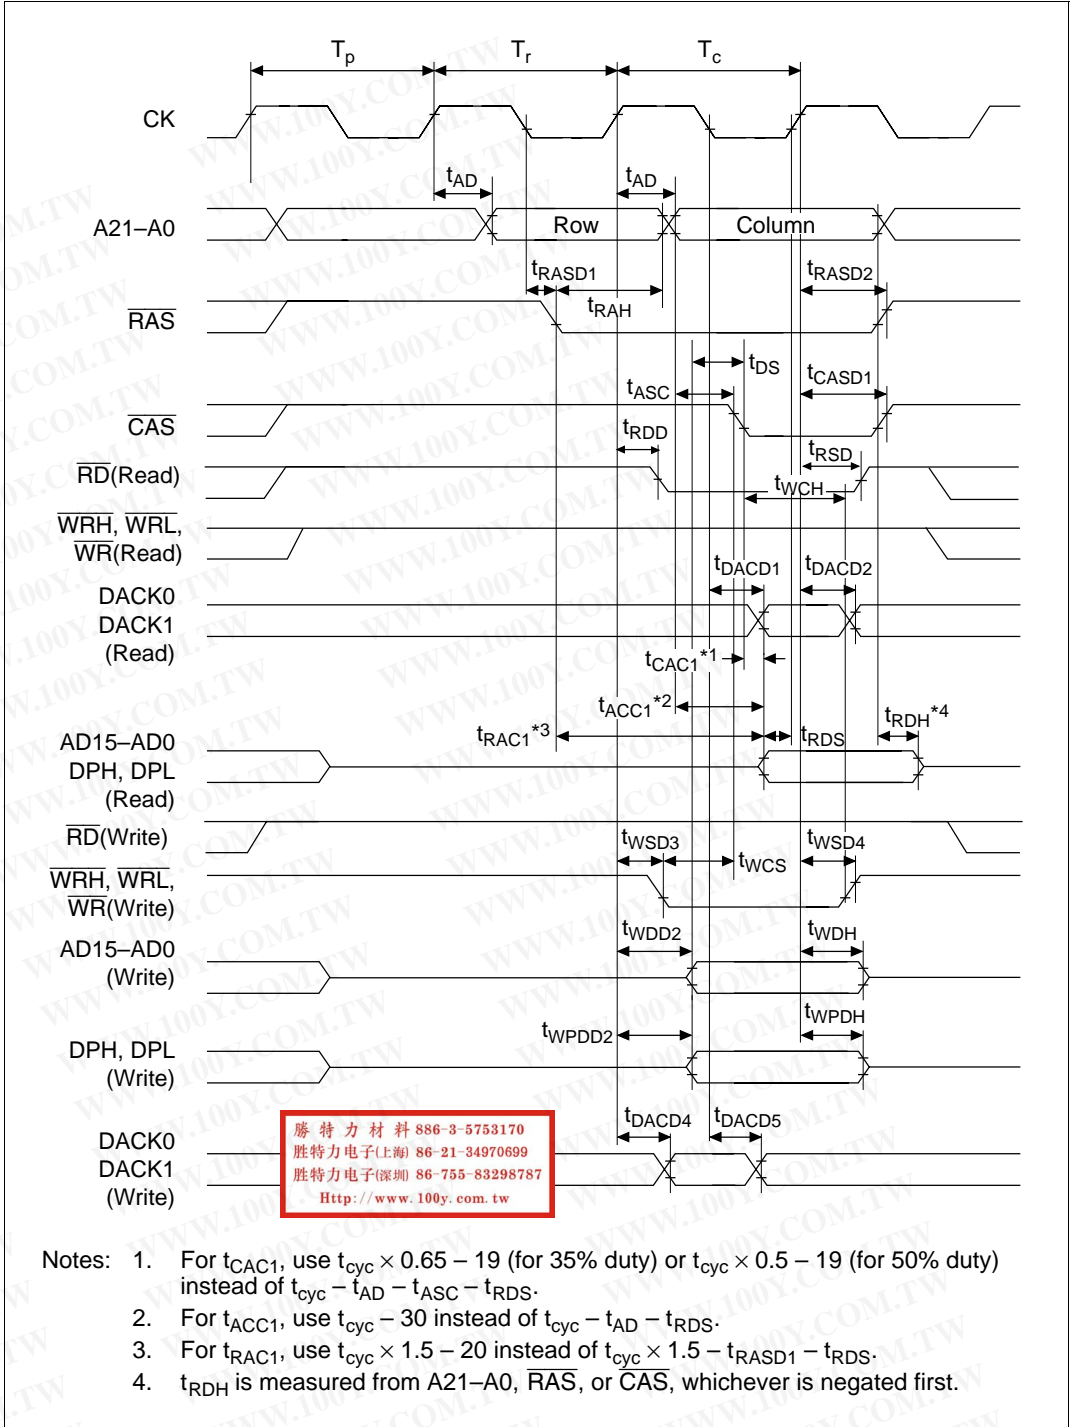 Tp Tr Tc
CK
tAD tAD
A21–A0 Row Column
tRASD1 tRASD2
tRAH
RAS
tDS
tASC tCASD1
CAS
tRDD tRSD
RD(Read)
tWCH
WRH, WRL,
WR(Read)
tDACD1 tDACD2
DACK0
DACK1
(Read)
tCAC1*1
tACC1*2
tRAC1*3 tRDS tRDH*4
AD15–AD0
DPH, DPL
(Read)
RD(Write)
tWSD3 tWCS tWSD4
WRH, WRL,
WR(Write)
tWDD2 tWDH
AD15–AD0
(Write)
tWPDD2 tWPDH
DPH, DPL
(Write)
tDACD4 tDACD5
DACK0
DACK1
(Write)
勝 特 力 材 料 886-3-5753170
胜特力电子(上海) 86-21-34970699
胜特力电子(深圳) 86-755-83298787
Http://www.100y.com.tw
Notes: 1. For tCAC1, use tcyc × 0.65 – 19 (for 35% duty) or tcyc × 0.5 – 19 (for 50% duty)
instead of tcyc – tAD – tASC – tRDS.
2. For tACC1, use tcyc – 30 instead of tcyc – tAD – tRDS.
3. For tRAC1, use tcyc × 1.5 – 20 instead of tcyc × 1.5 – tRASD1 – tRDS.
4. tRDH is measured from A21–A0, RAS, or CAS, whichever is negated first.
WWW.100Y.COM.TW